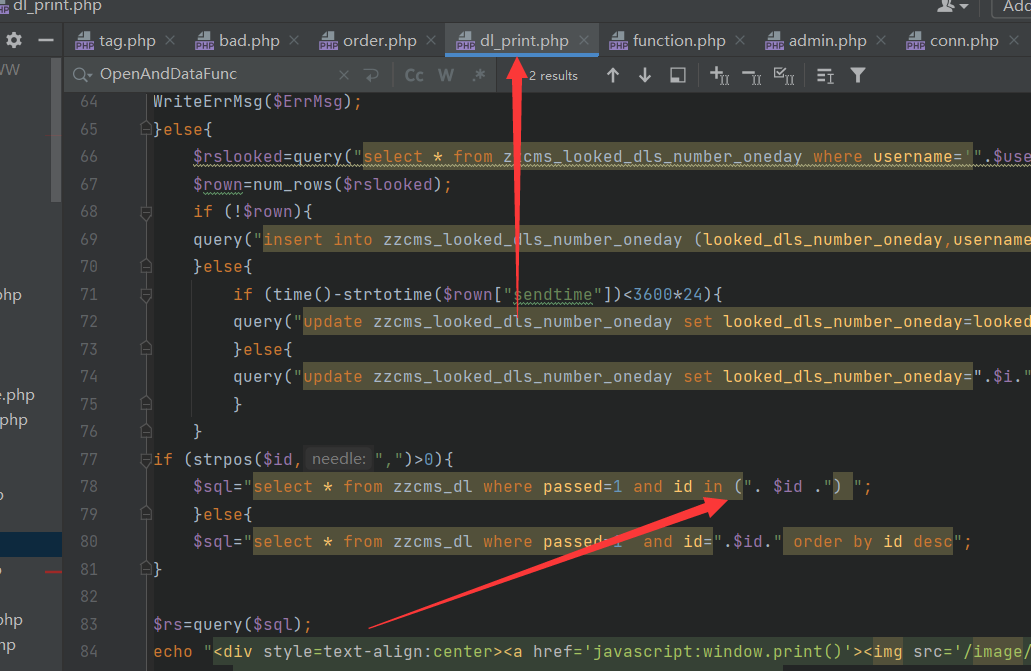 dl_print.php
Add
WW
tag.php bad.php order.php dl_print.php function.php admin.php conn.php
OpenAndDataFunc Cc W .* 2 results
64 WriteErrMsg($ErrMsg);
65 }else{
66 $rslooked=query("select * from zzcms_looked_dls_number_oneday where username='".$use
67 $rown=num_rows($rslooked);
68 if (!$rown){
69 query("insert into zzcms_looked_dls_number_oneday (looked_dls_number_oneday,username
70 }else{
71 if (time()-strtotime($rown["sendtime"])<3600*24){
72 query("update zzcms_looked_dls_number_oneday set looked_dls_number_oneday=looked
73 }else{
74 query("update zzcms_looked_dls_number_oneday set looked_dls_number_oneday=".$i."
75 }
76 }
77 if (strpos($id, needle: ",")>0){
78 $sql="select * from zzcms_dl where passed=1 and id in (". $id .") ";
79 }else{
80 $sql="select * from zzcms_dl where passed=1 and id=".$id." order by id desc";
81 }
82
83 $rs=query($sql);
84 echo "<div style=text-align:center><a href='javascript:window.print()'><img src='/image/